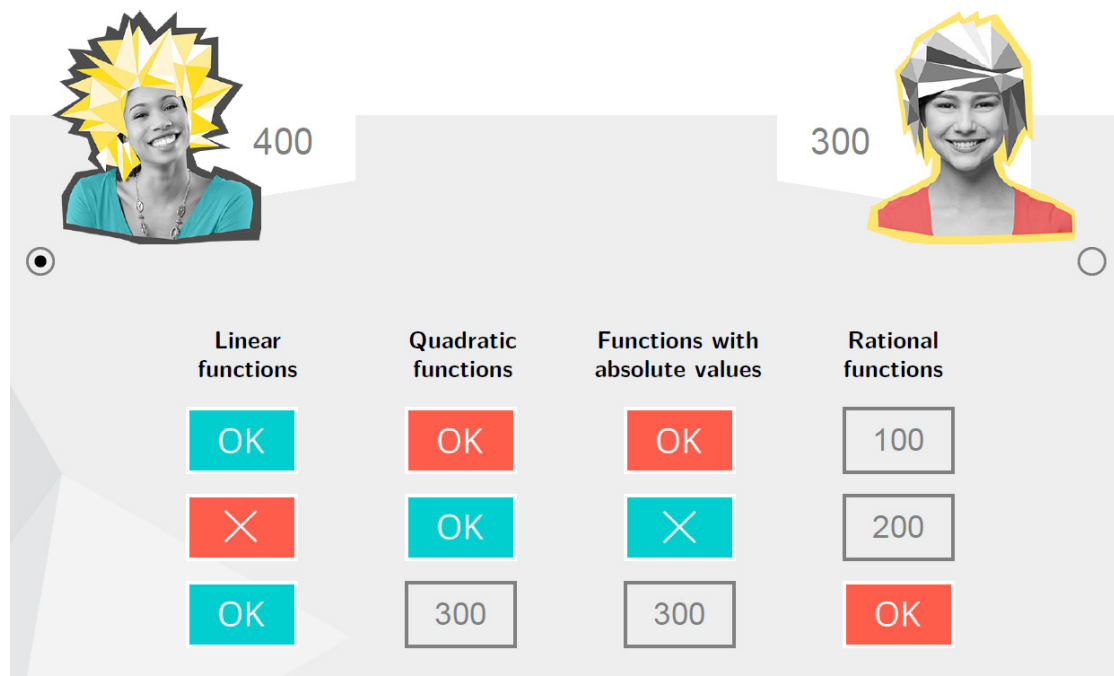 400
300
Linear functions
Quadratic functions
Functions with absolute values
Rational functions
OK
OK
OK
100
OK
200
OK
300
300
OK